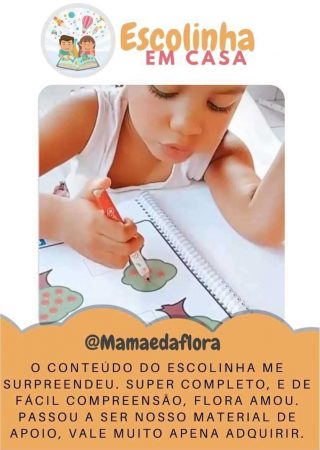 Escolinha
EM CASA
@Mamaedaflora
O CONTEÚDO DO ESCOLINHA ME
SURPREENDEU. SUPER COMPLETO, E DE
FÁCIL COMPREENSÃO, FLORA AMOU.
PASSOU A SER NOSSO MATERIAL DE
APOIO, VALE MUITO APENA ADQUIRIR.